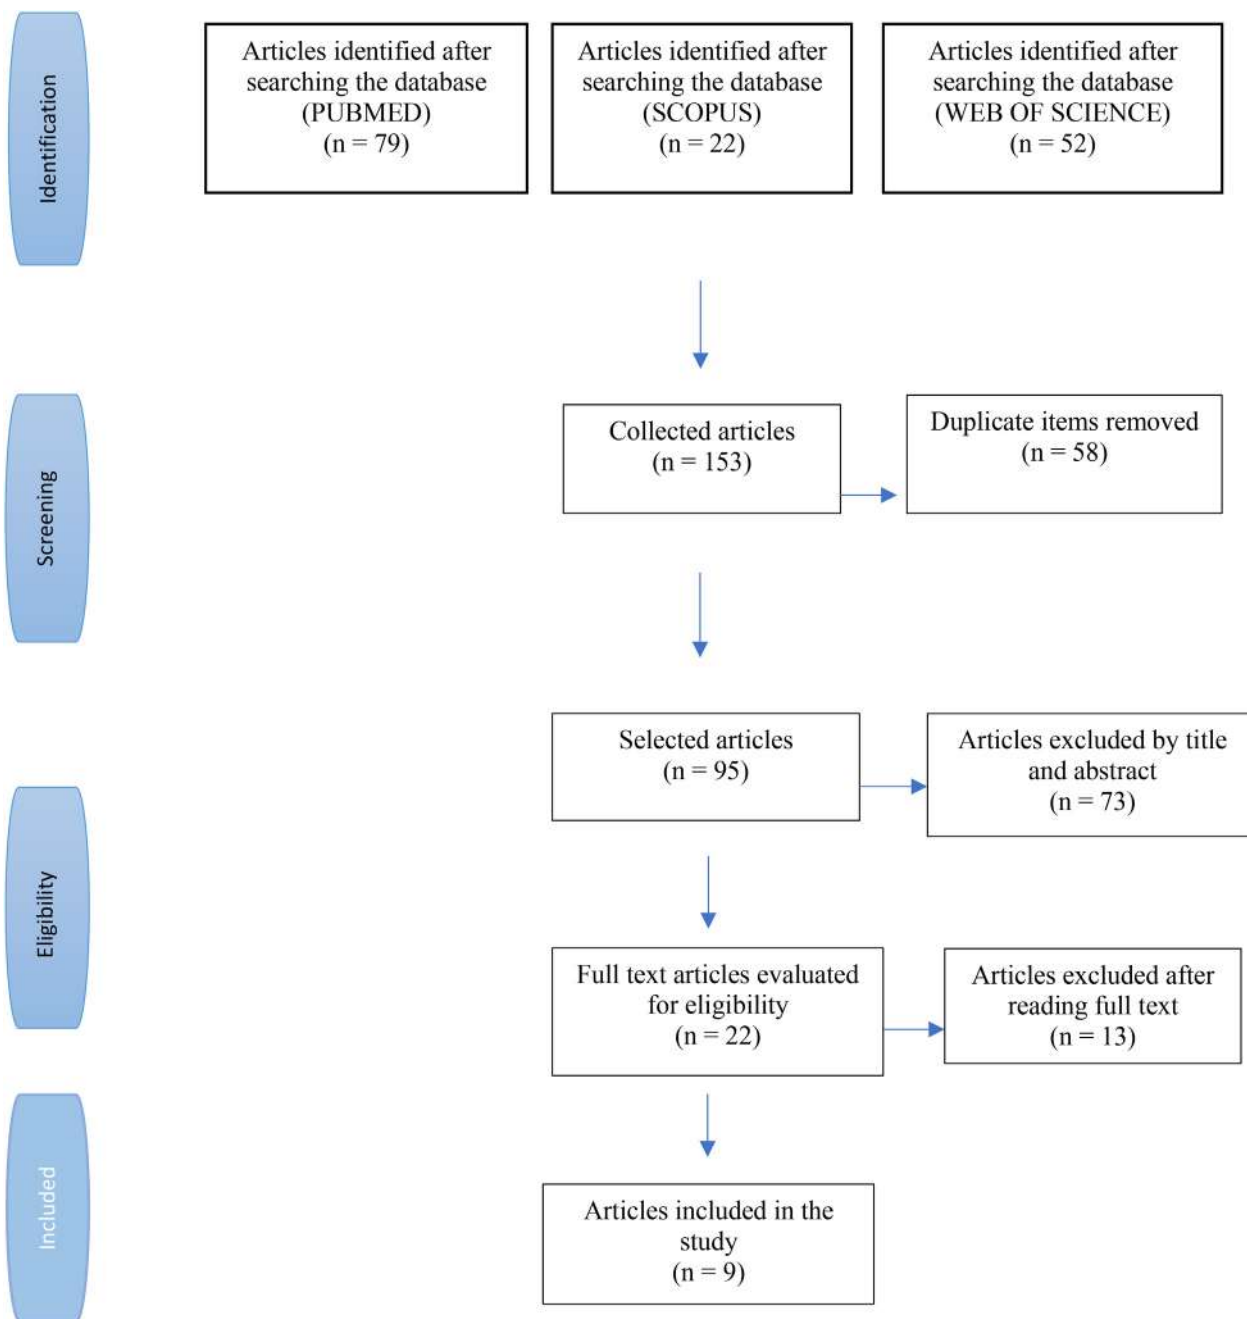 Identification
Articles identified after
searching the database
(PUBMED)
(n = 79)
Articles identified after
searching the database
(SCOPUS)
(n = 22)
Articles identified after
searching the database
(WEB OF SCIENCE)
(n = 52)
Screening
Collected articles
(n = 153)
Duplicate items removed
(n = 58)
Selected articles
(n = 95)
Articles excluded by title
and abstract
(n = 73)
Eligibility
Full text articles evaluated
for eligibility
(n = 22)
Articles excluded after
reading full text
(n = 13)
Included
Articles included in the
study
(n = 9)